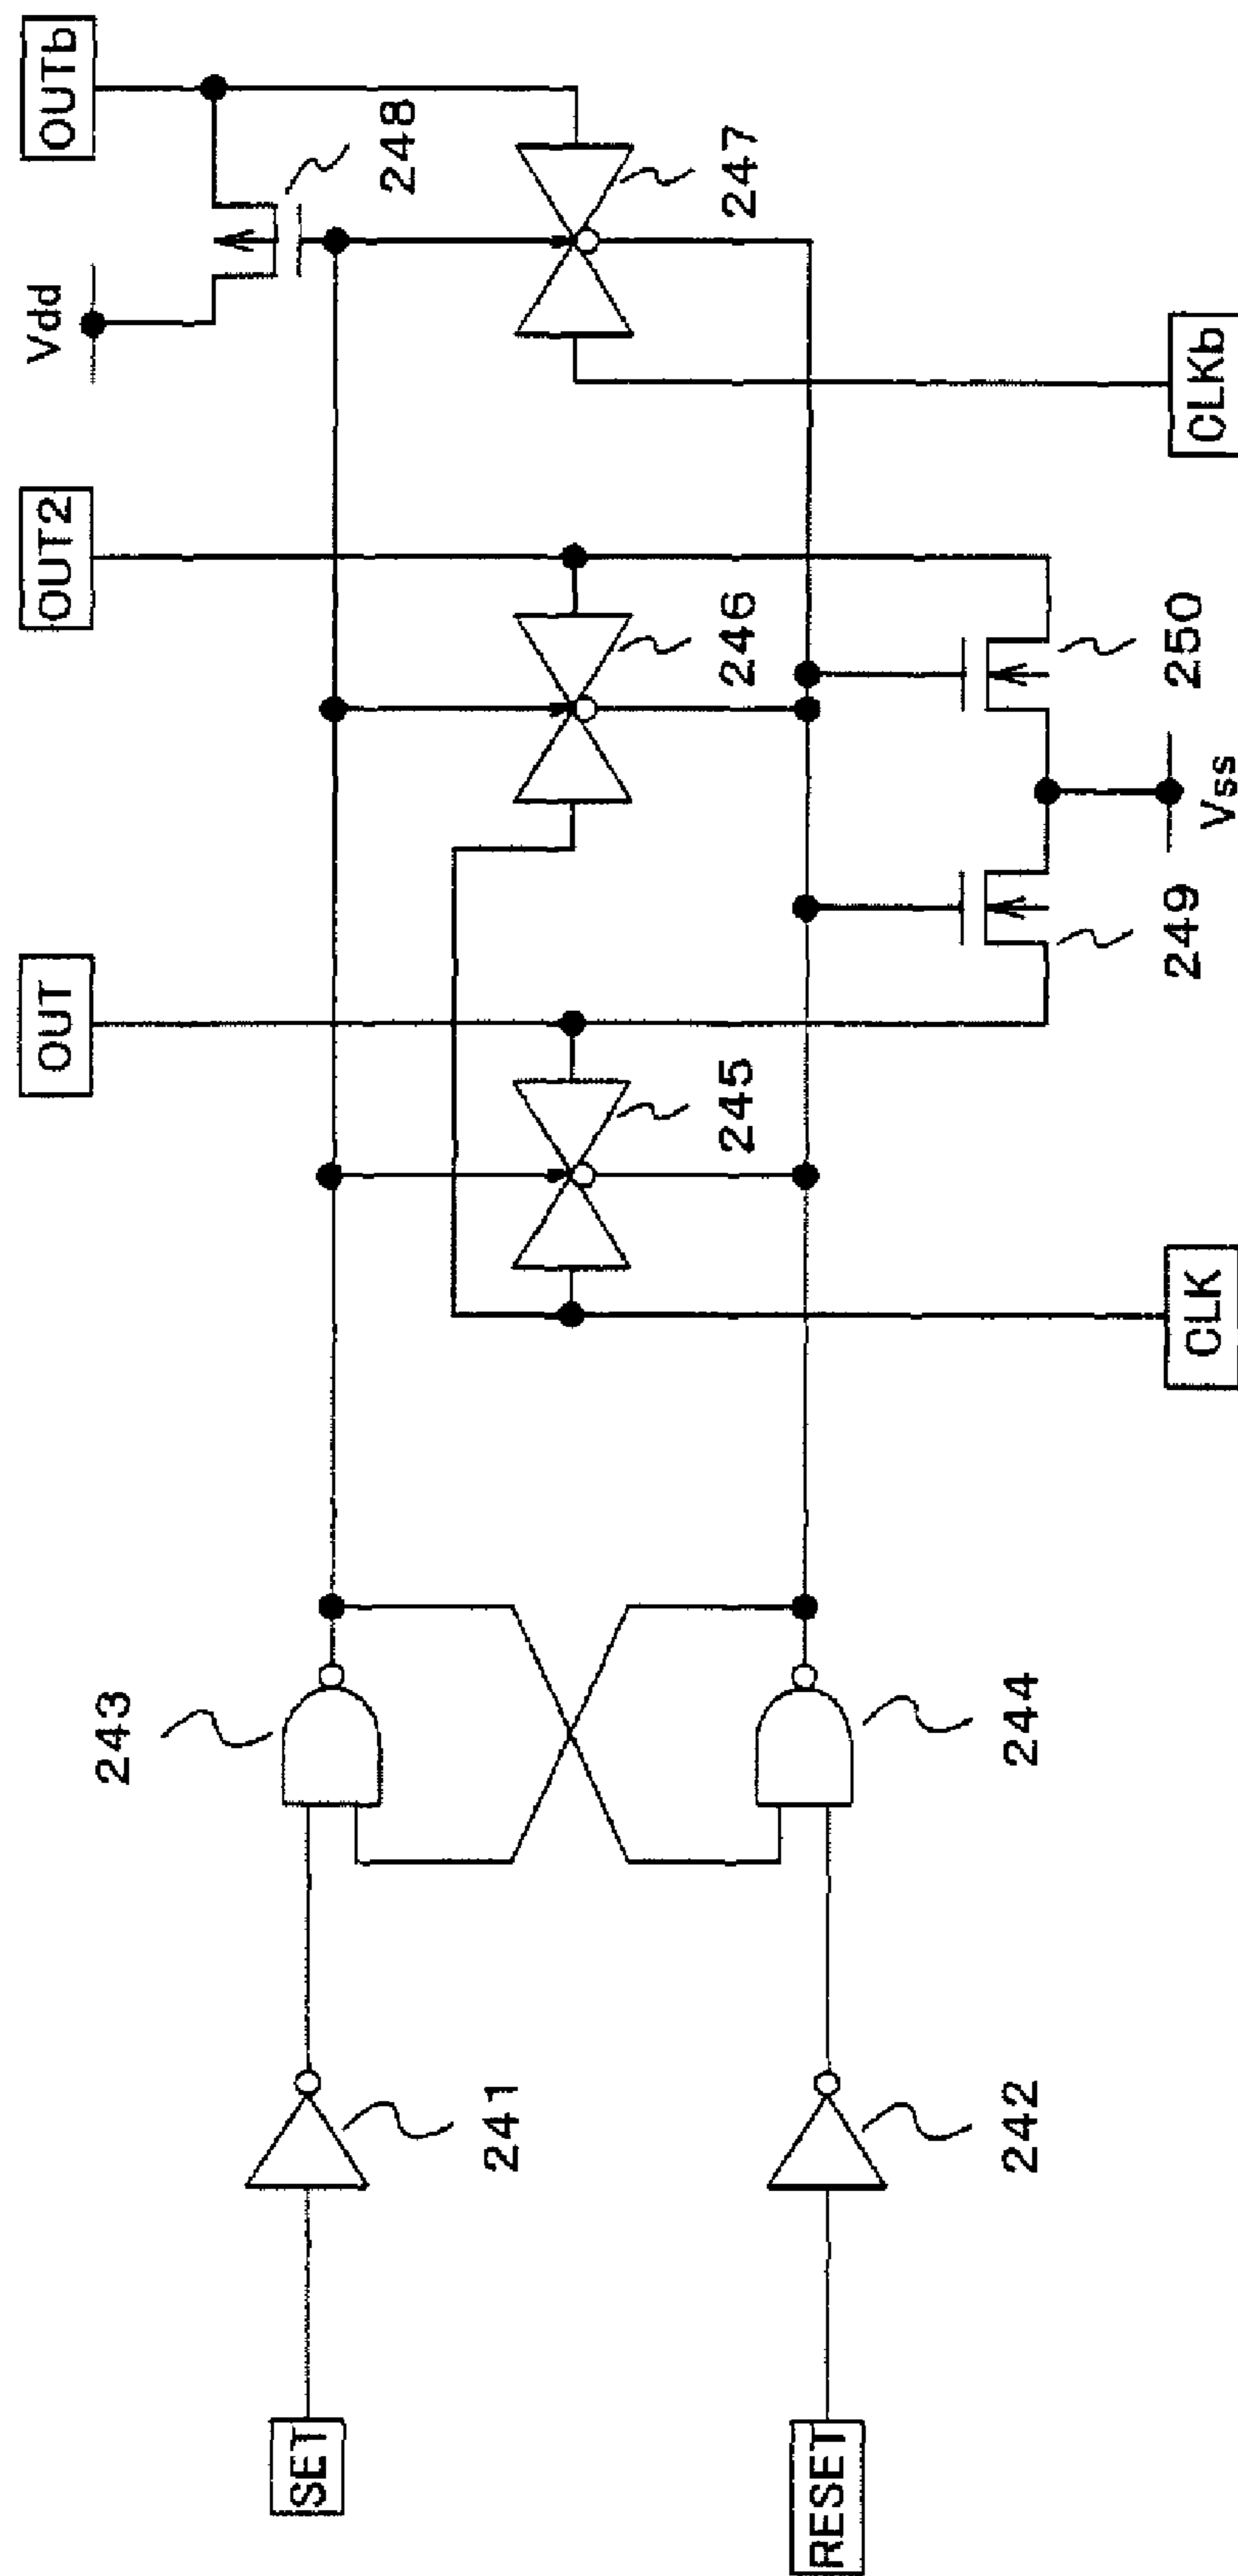 OUT
OUT2
OUTb
Vdd
248
243
241
SET
245
246
247
244
242
RESET
249
250
Vss
CLK
CLKb